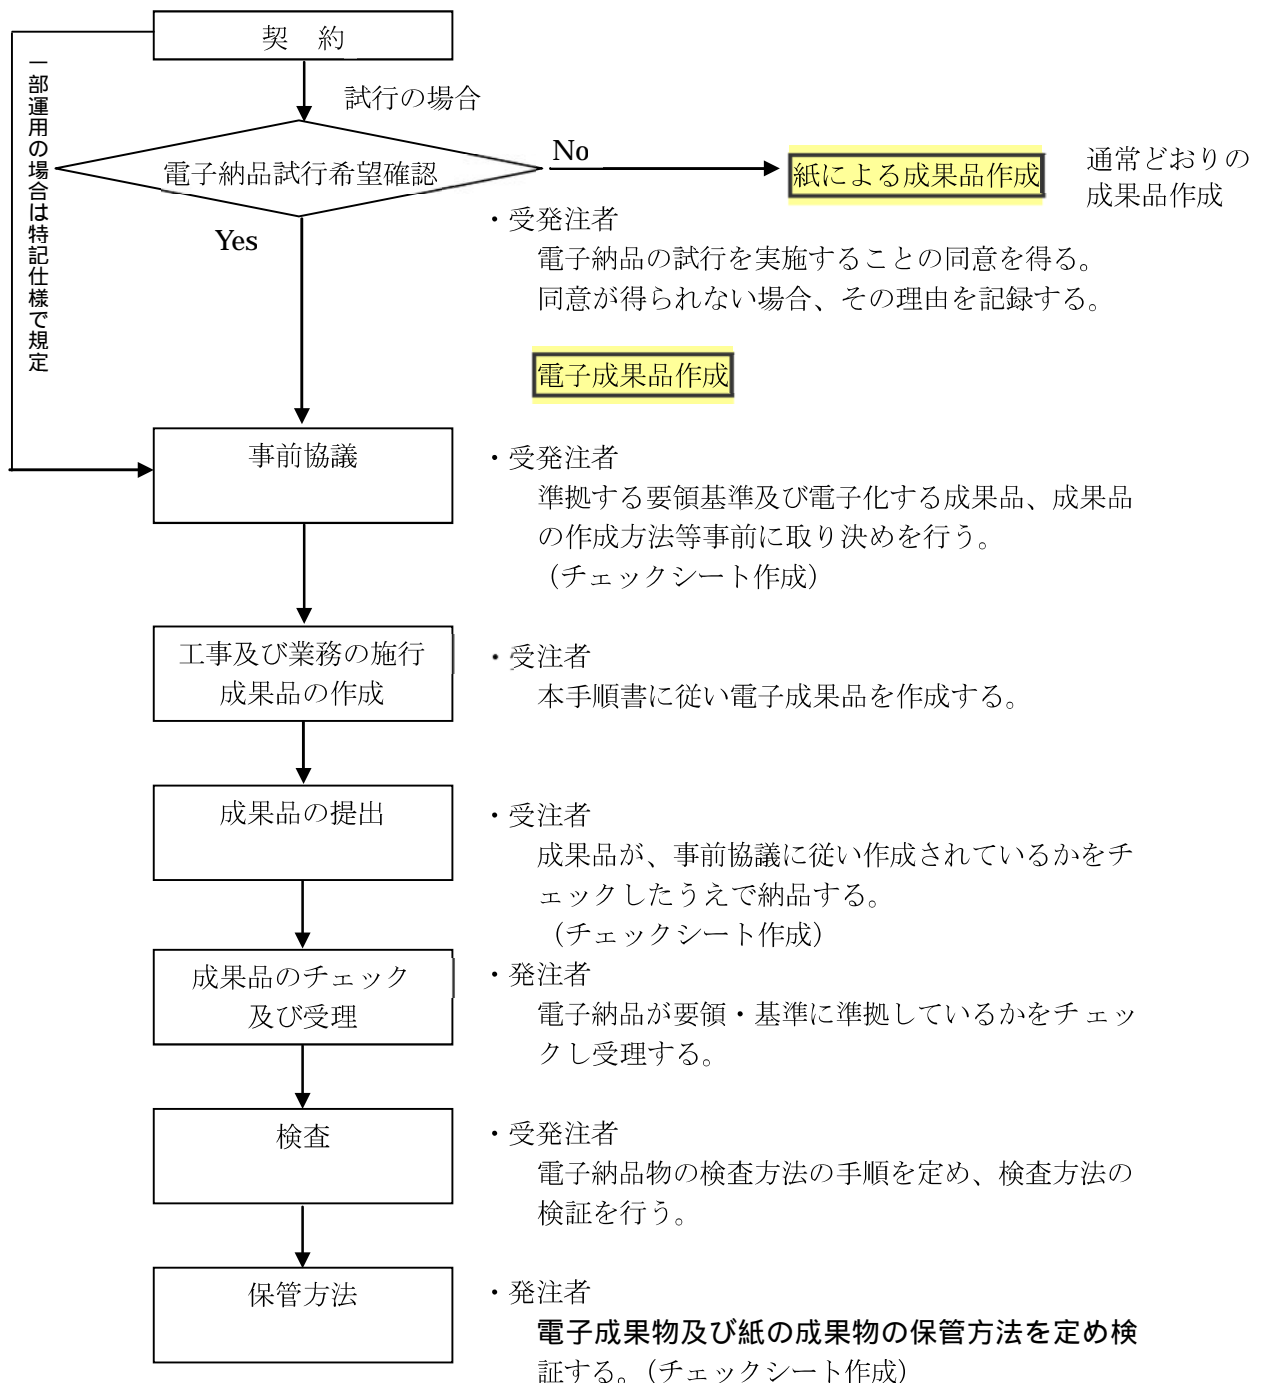 契　約
試行の場合
一部運用の場合は特記仕様で規定
電子納品試行希望確認
No
紙による成果品作成
通常どおりの
成果品作成
Yes
・受発注者
電子納品の試行を実施することの同意を得る。
同意が得られない場合、その理由を記録する。
電子成果品作成
事前協議
・受発注者
準拠する要領基準及び電子化する成果品、成果品
の作成方法等事前に取り決めを行う。
（チェックシート作成）
工事及び業務の施行
成果品の作成
・受注者
本手順書に従い電子成果品を作成する。
成果品の提出
・受注者
成果品が、事前協議に従い作成されているかをチ
ェックしたうえで納品する。
（チェックシート作成）
成果品のチェック
及び受理
・発注者
電子納品が要領・基準に準拠しているかをチェッ
クし受理する。
検査
・受発注者
電子納品物の検査方法の手順を定め、検査方法の
検証を行う。
保管方法
・発注者
電子成果物及び紙の成果物の保管方法を定め検
証する。（チェックシート作成）